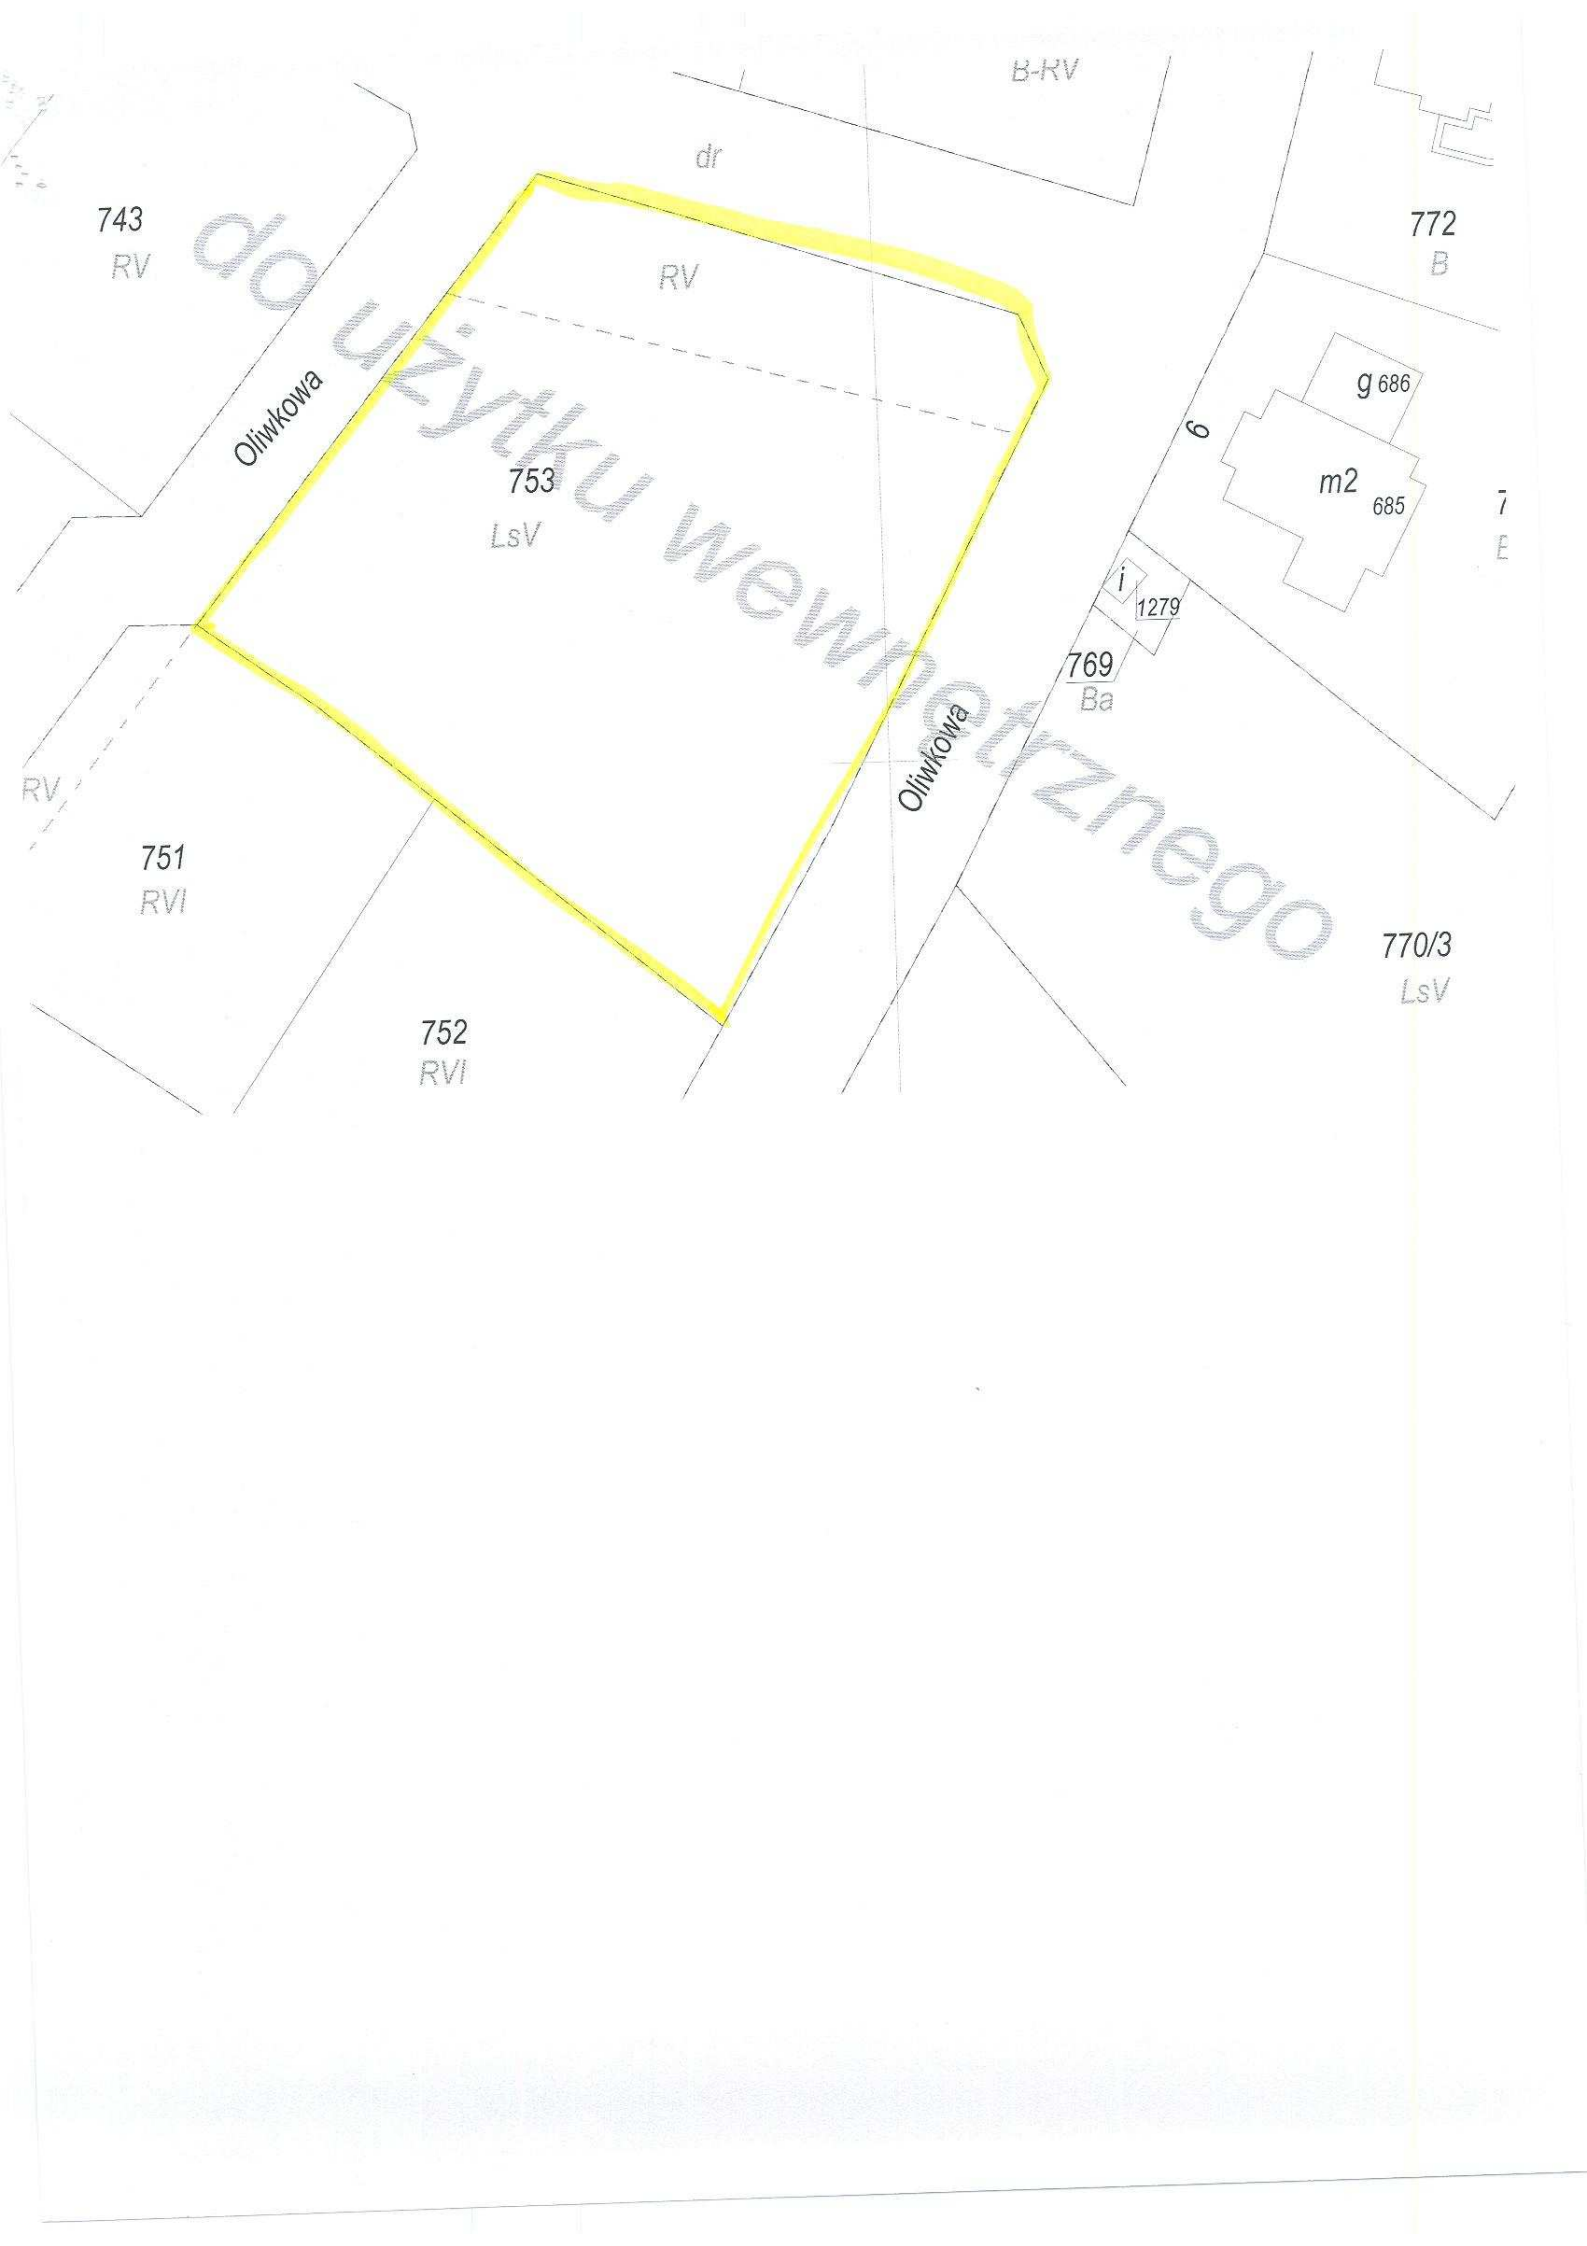 B-RV
dr
743
RV
772
B
RV
g 686
Oliwkowa
6
m2
685
753
LsV
i
1279
769
Ba
Oliwkowa
RV
751
RVI
770/3
LsV
752
RVI
do użytku wewnętrznego